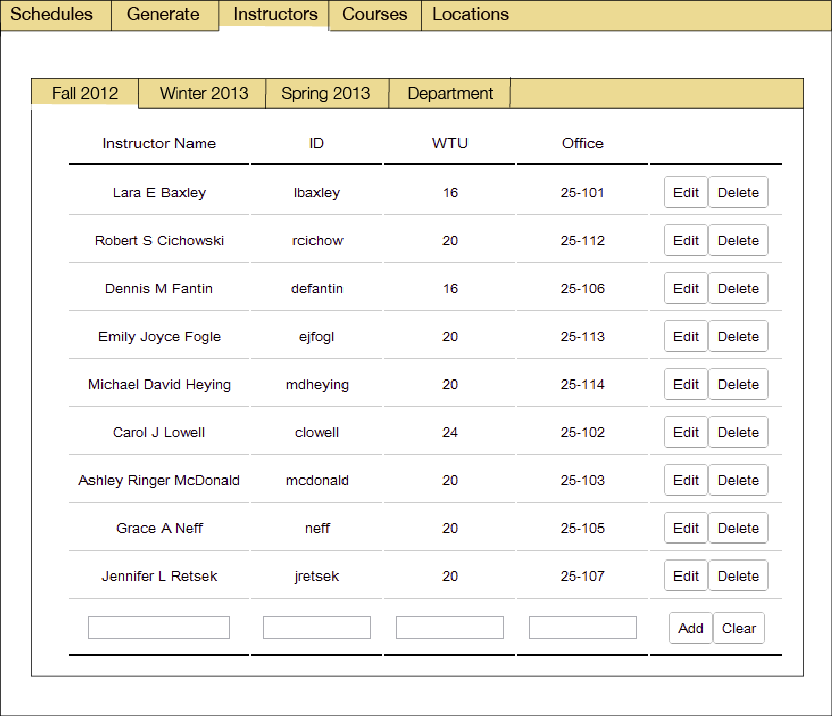 Schedules Generate Instructors Courses Locations
Fall 2012 Winter 2013 Spring 2013 Department
Instructor Name ID WTU Office
Lara E Baxley lbaxley 16 25-101 Edit Delete
Robert S Cichowski rcichow 20 25-112 Edit Delete
Dennis M Fantin defantin 16 25-106 Edit Delete
Emily Joyce Fogle ejfogl 20 25-113 Edit Delete
Michael David Heying mdheying 20 25-114 Edit Delete
Carol J Lowell clowell 24 25-102 Edit Delete
Ashley Ringer McDonald mcdonald 20 25-103 Edit Delete
Grace A Neff neff 20 25-105 Edit Delete
Jennifer L Retsek jretsek 20 25-107 Edit Delete
Add Clear